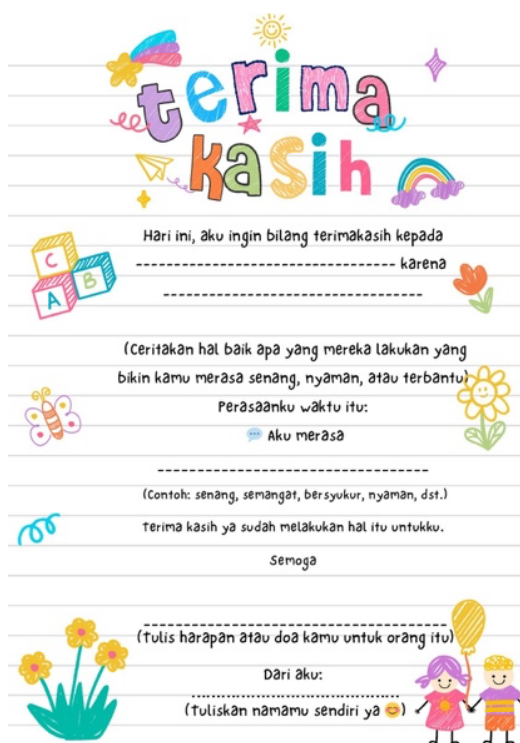 terima
kasih
Hari ini, aku ingin bilang terimakasih kepada
---------------------------------- karena
----------------------------------
(Ceritakan hal baik apa yang mereka lakukan yang
bikin kamu merasa senang, nyaman, atau terbantu)
Perasaanku waktu itu:
💬 Aku merasa
-----------------------------------
(Contoh: senang, semangat, bersyukur, nyaman, dst.)
Terima kasih ya sudah melakukan hal itu untukku.
Semoga
---------------------------------------
(Tulis harapan atau doa kamu untuk orang itu)
Dari aku:
........................................
(Tuliskan namamu sendiri ya 😊)
C
A B